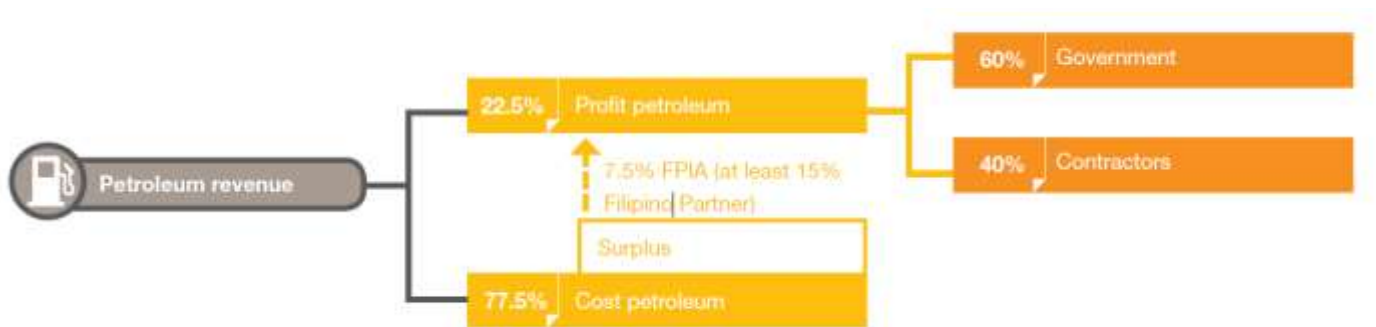 60% Government
22.5% Profit petroleum
Petroleum revenue
7.5% FPIA (at least 15%
Filipino Partner)
40% Contractors
Surplus
77.5% Cost petroleum